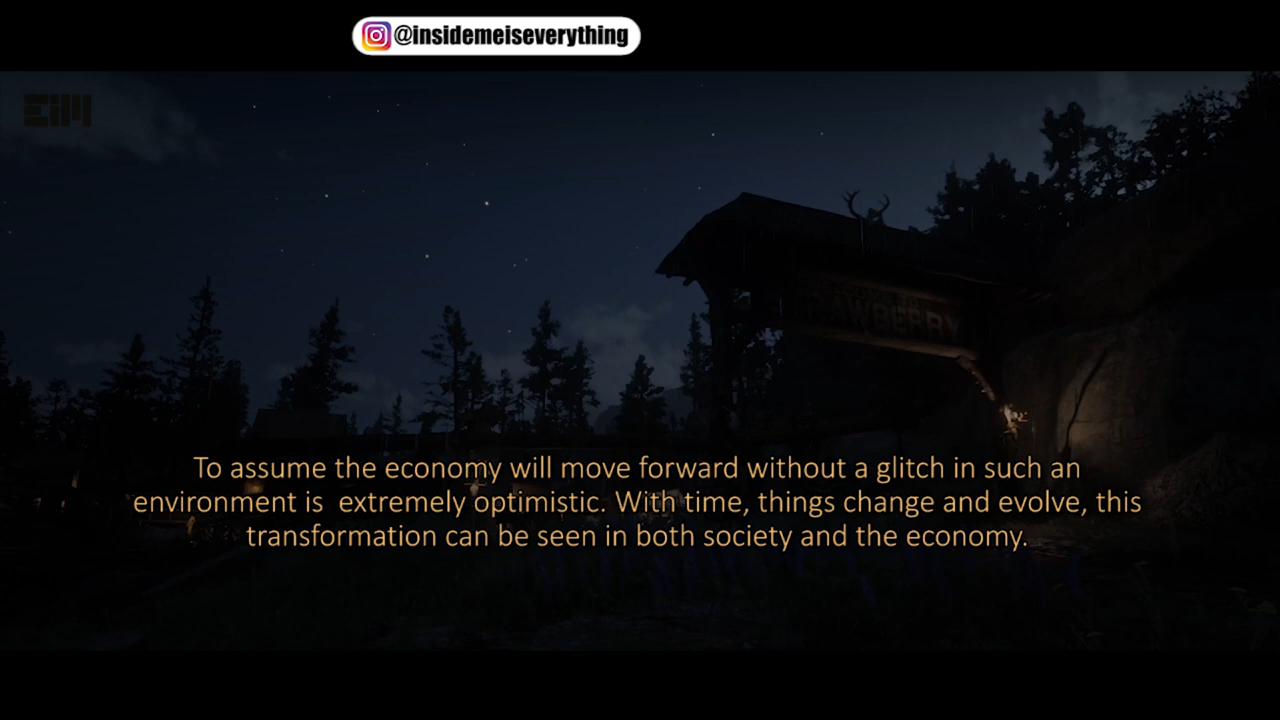 @insidemeiseverything
EiM
To assume the economy will move forward without a glitch in such an
environment is  extremely optimistic. With time, things change and evolve, this
transformation can be seen in both society and the economy.